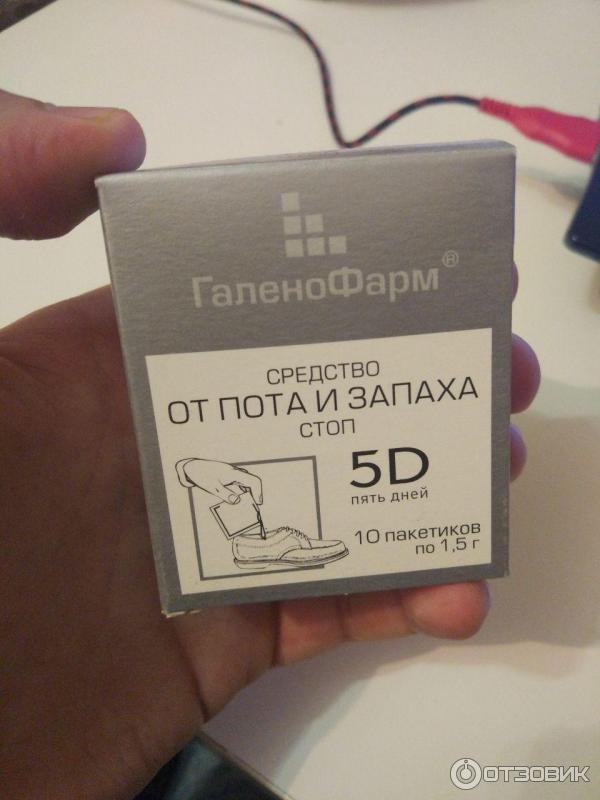 ГаленоФарм®
СРЕДСТВО
ОТ ПОТА И ЗАПАХА
СТОП
5D
пять дней
10 пакетиков
по 1,5 г
ОТЗОВИК